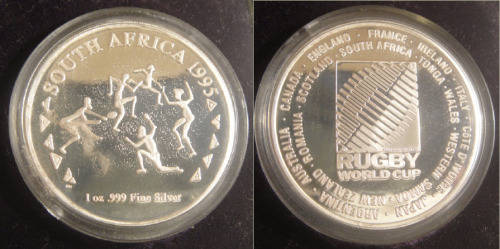 SOUTH AFRICA 1995
1 oz .999 Fine Silver
ARGENTINA · AUSTRALIA · CANADA · ENGLAND · FRANCE · IRELAND · ITALY · CÔTE D'IVOIRE · JAPAN ·
ROMANIA · SCOTLAND SOUTH AFRICA · TONGA · WALES WESTERN SAMOA · NEW ZEALAND
RUGBY
WORLD CUP